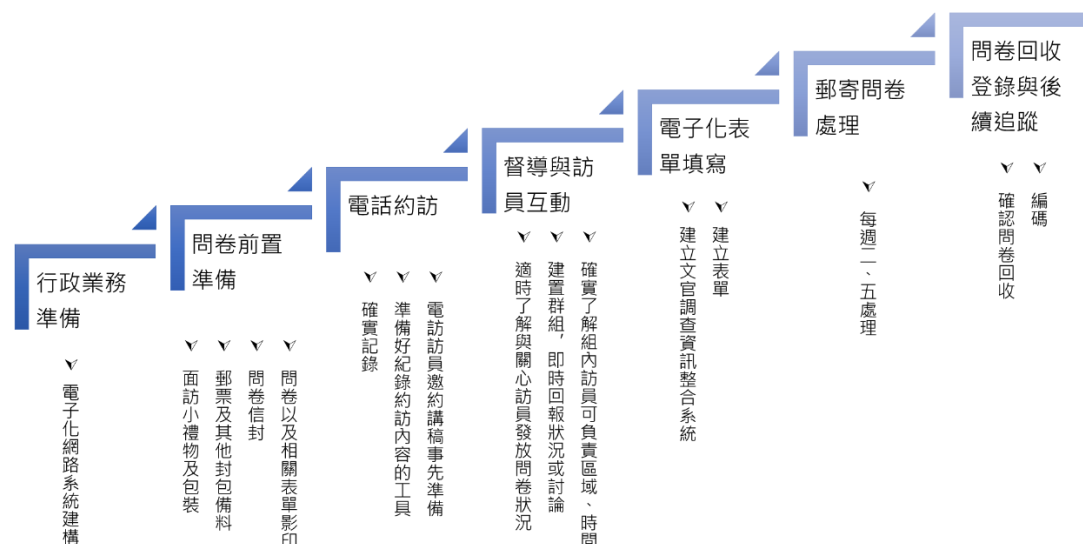 行政業務
準備
電子化網路系統建構
問卷前置
準備
問卷以及相關表單影印
問卷信封
郵票及其他封包備料
面訪小禮物及包裝
電話約訪
電訪訪員邀約講稿事先準備
準備好紀錄約訪內容的工具
確實記錄
督導與訪
員互動
確實了解組內訪員可負責區域、時間
建置群組，即時回報狀況或討論
適時了解與關心訪員發放問卷狀況
電子化表
單填寫
建立表單
建立文官調查資訊整合系統
郵寄問卷
處理
每週二、五處理
問卷回收
登錄與後
續追蹤
編碼
確認問卷回收